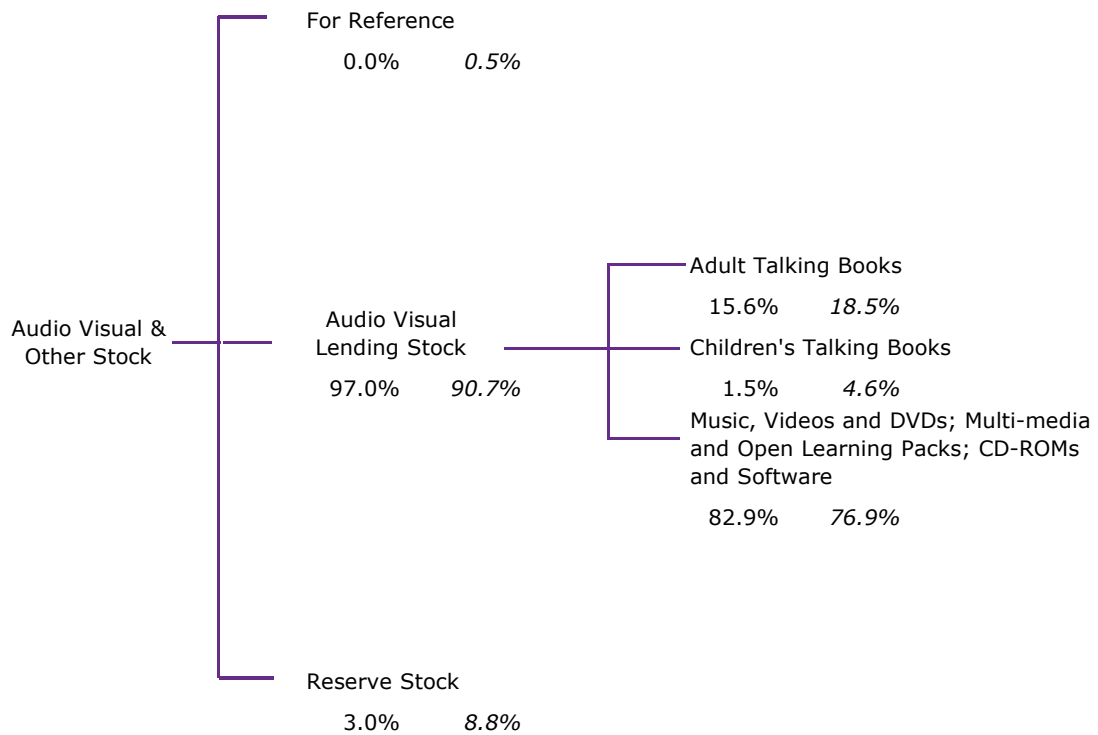 For Reference
0.0% 0.5%
Audio Visual &
Other Stock
Audio Visual
Lending Stock
97.0% 90.7%
Adult Talking Books
15.6% 18.5%
Children's Talking Books
1.5% 4.6%
Music, Videos and DVDs; Multi-media
and Open Learning Packs; CD-ROMs
and Software
82.9% 76.9%
Reserve Stock
3.0% 8.8%